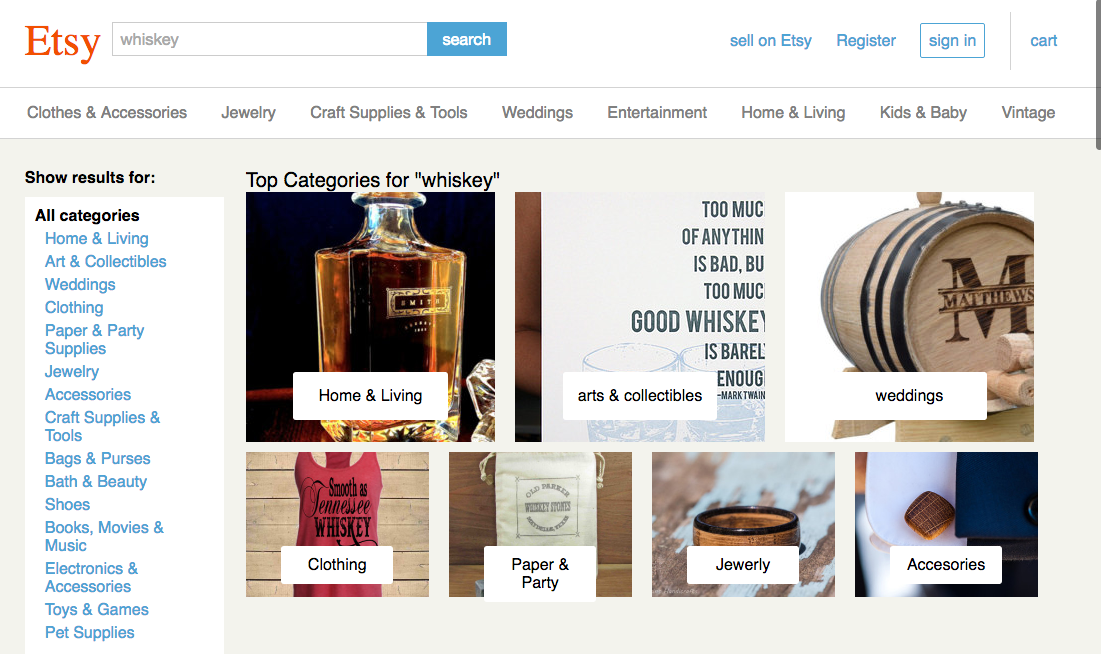 Etsy
whiskey
search
sell on Etsy
Register
sign in
cart
Clothes & Accessories
Jewelry
Craft Supplies & Tools
Weddings
Entertainment
Home & Living
Kids & Baby
Vintage
Show results for:
All categories
Home & Living
Art & Collectibles
Weddings
Clothing
Paper & Party
Supplies
Jewelry
Accessories
Craft Supplies &
Tools
Bags & Purses
Bath & Beauty
Shoes
Books, Movies &
Music
Electronics &
Accessories
Toys & Games
Pet Supplies
Top Categories for "whiskey"
SMITH
Home & Living
TOO MUC
OF ANYTHIN
IS BAD, BU
TOO MUC
GOOD WHISKEY
IS BARELY
ENOUG
-MARK TWAIN
arts & collectibles
MATTHEWS
M
weddings
Smooth as
Tennessee
WHISKEY
Clothing
OLD PARKER
WHISKEY STONES
Paper &
Party
Jewerly
Accesories